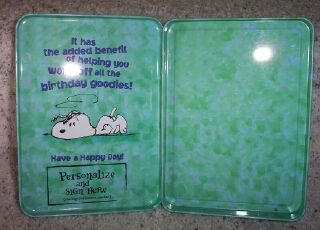 It has
the added benefit
of helping you
work off all the
birthday goodies!
Have a Happy Day!
Personalize
and
Sign Here